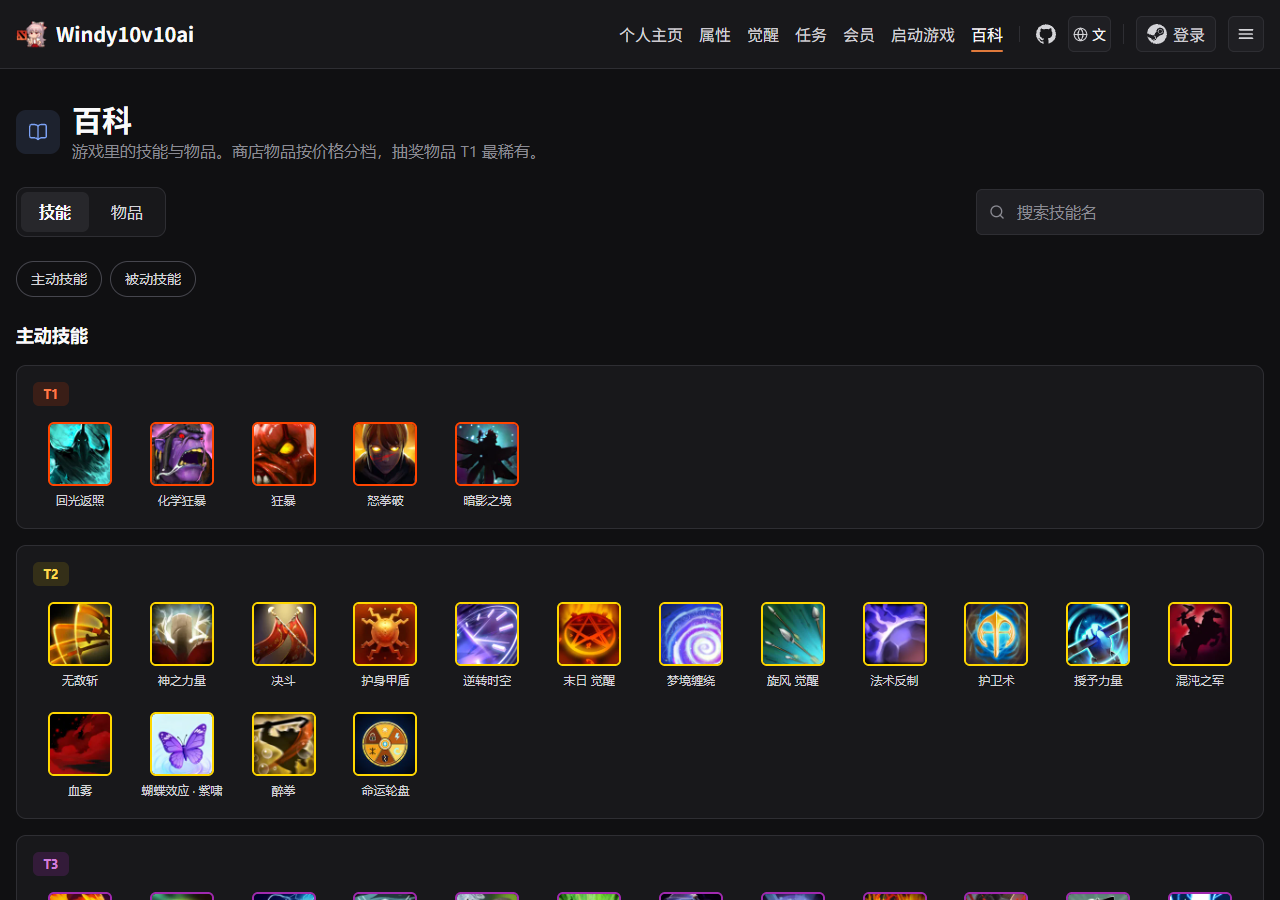 Windy10v10ai
个人主页 属性 觉醒 任务 会员 启动游戏 百科 文 登录
百科
游戏里的技能与物品。商店物品按价格分档，抽奖物品 T1 最稀有。
技能 物品 搜索技能名
主动技能 被动技能
主动技能
T1
回光返照 化学狂暴 狂暴 怒拳破 暗影之境
T2
无敌斩 神之力量 决斗 护身甲盾 逆转时空 末日 觉醒 梦境缠绕 旋风 觉醒 法术反制 护卫术 授予力量 混沌之军
血雾 蝴蝶效应 · 紫啸 醉拳 命运轮盘
T3